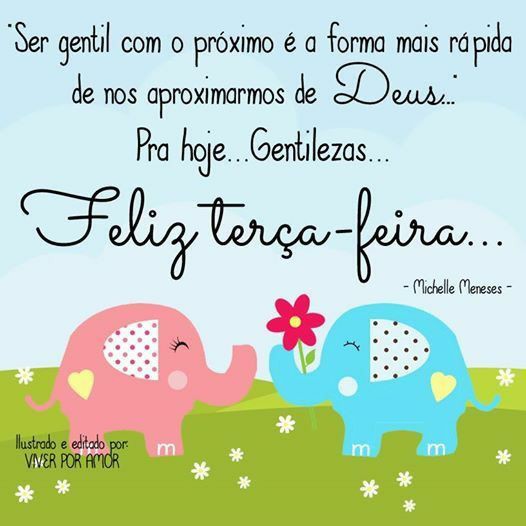 "Ser gentil com o próximo é a forma mais rápida
de nos aproximarmos de Deus..."
Pra hoje...Gentilezas...
Feliz terça-feira...
- Michelle Meneses -
Ilustrado e editado por:
VIVER POR AMOR